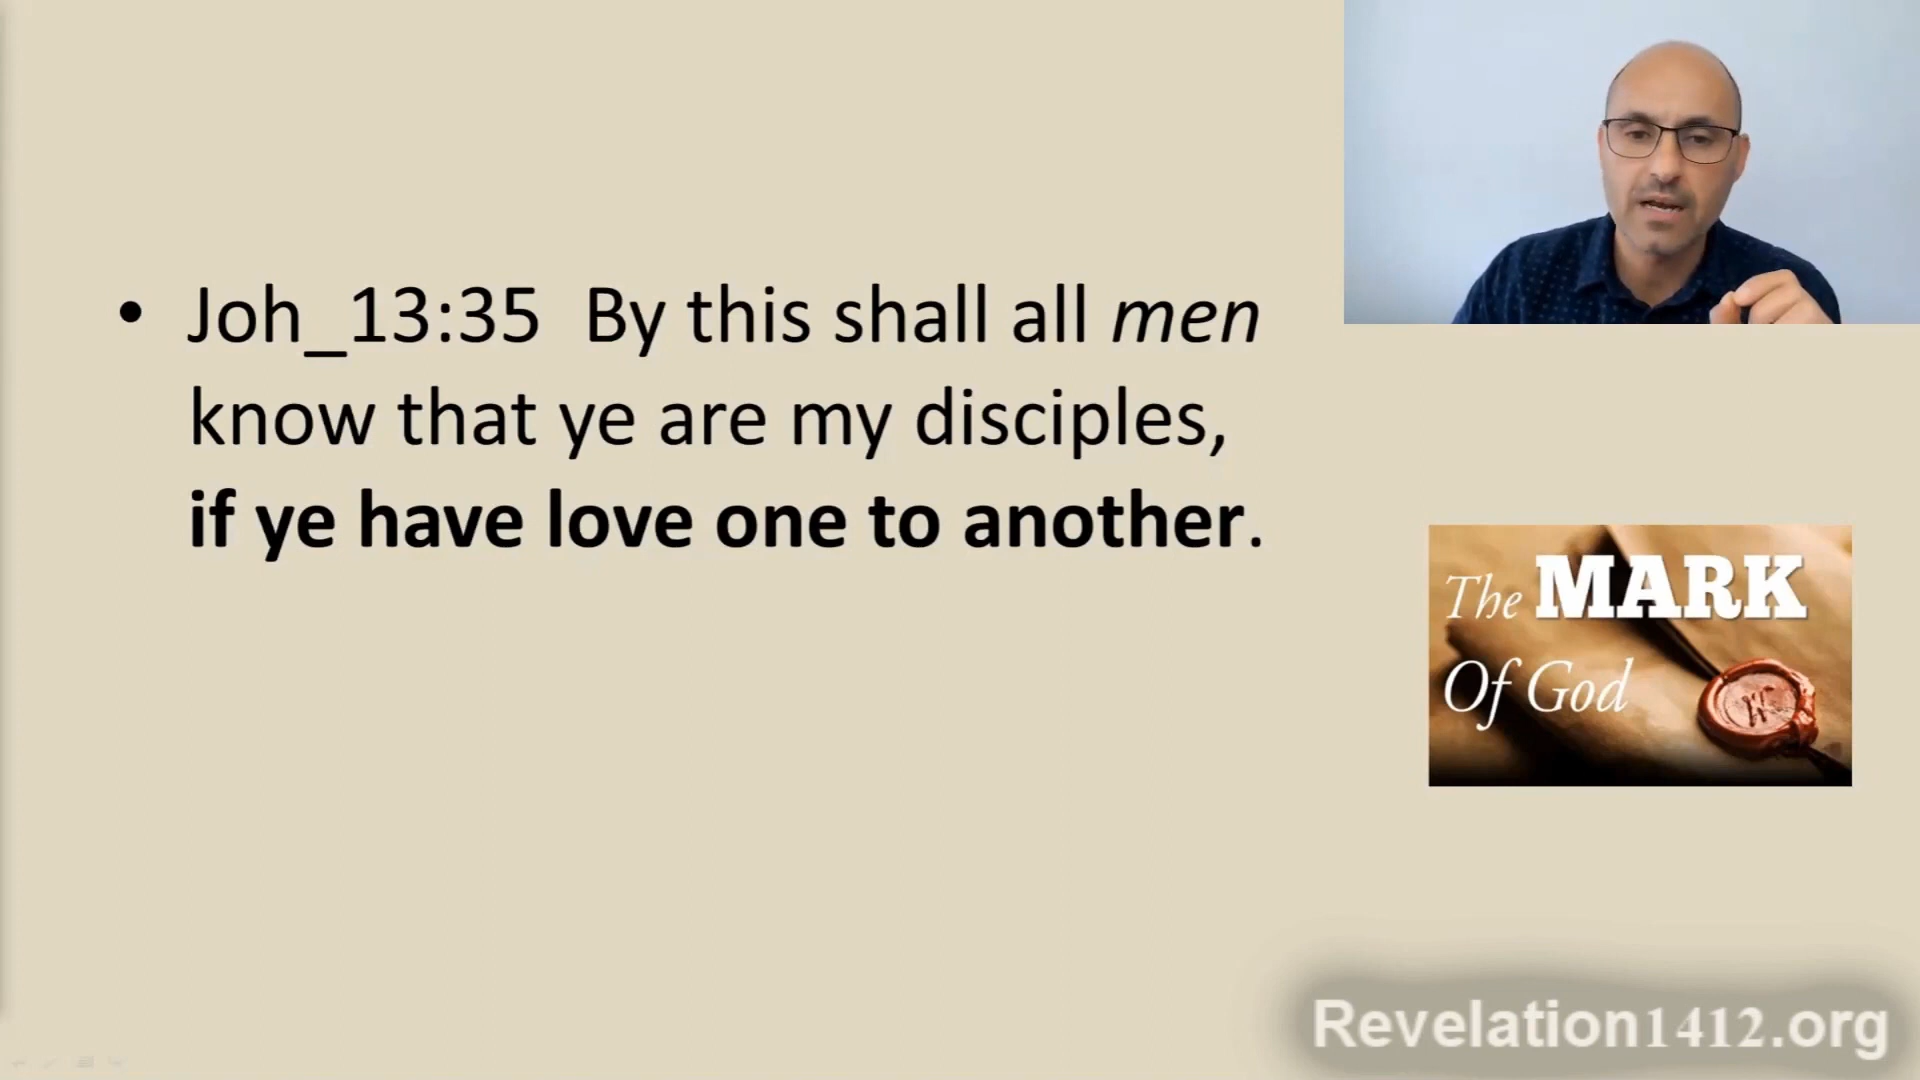 • Joh_13:35  By this shall all men
know that ye are my disciples,
if ye have love one to another.
The MARK
Of God
Revelation1412.org